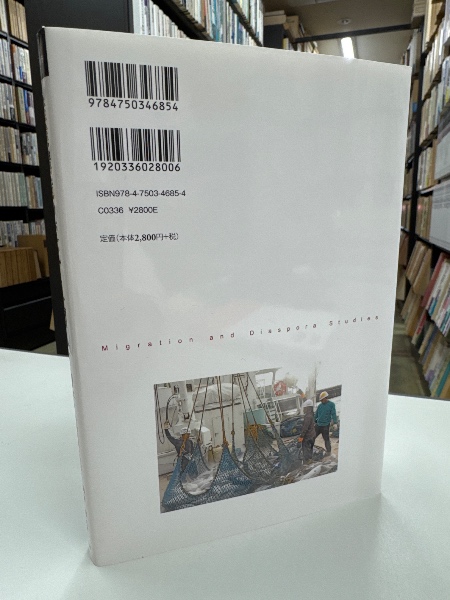 9784750346854
1920336028006
ISBN978-4-7503-4685-4
C0336 ¥2800E
定価(本体2,800円+税)
Migration and Diaspora Studies